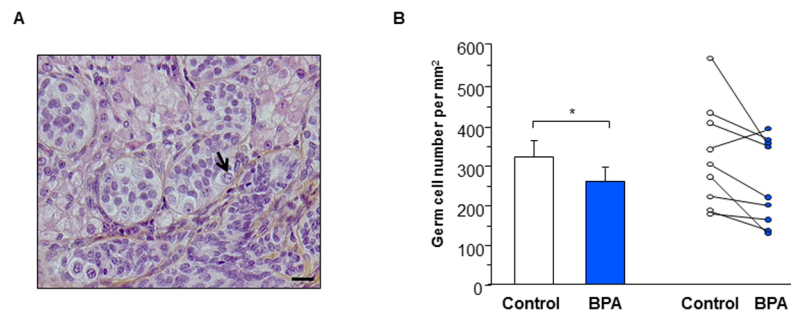 A
B
Germ cell number per mm²
600
500
400
300
200
100
0
*
Control BPA Control BPA